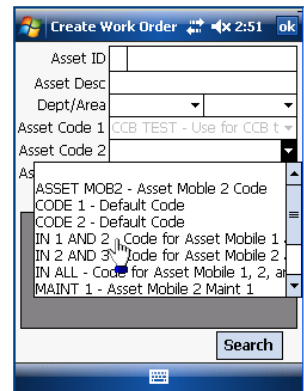 Create Work Order 2:51 ok
Asset ID
Asset Desc
Dept/Area
Asset Code 1 CCB TEST - Use for CCB t
Asset Code 2
As
ASSET MOB2 - Asset Moble 2 Code
CODE 1 - Default Code
CODE 2 - Default Code
IN 1 AND 2 - Code for Asset Mobile 1
IN 2 AND 3 Code for Asset Mobile 2
IN ALL - Code for Asset Mobile 1, 2, ar
MAINT 1 - Asset Mobile 2 Maint 1
Search